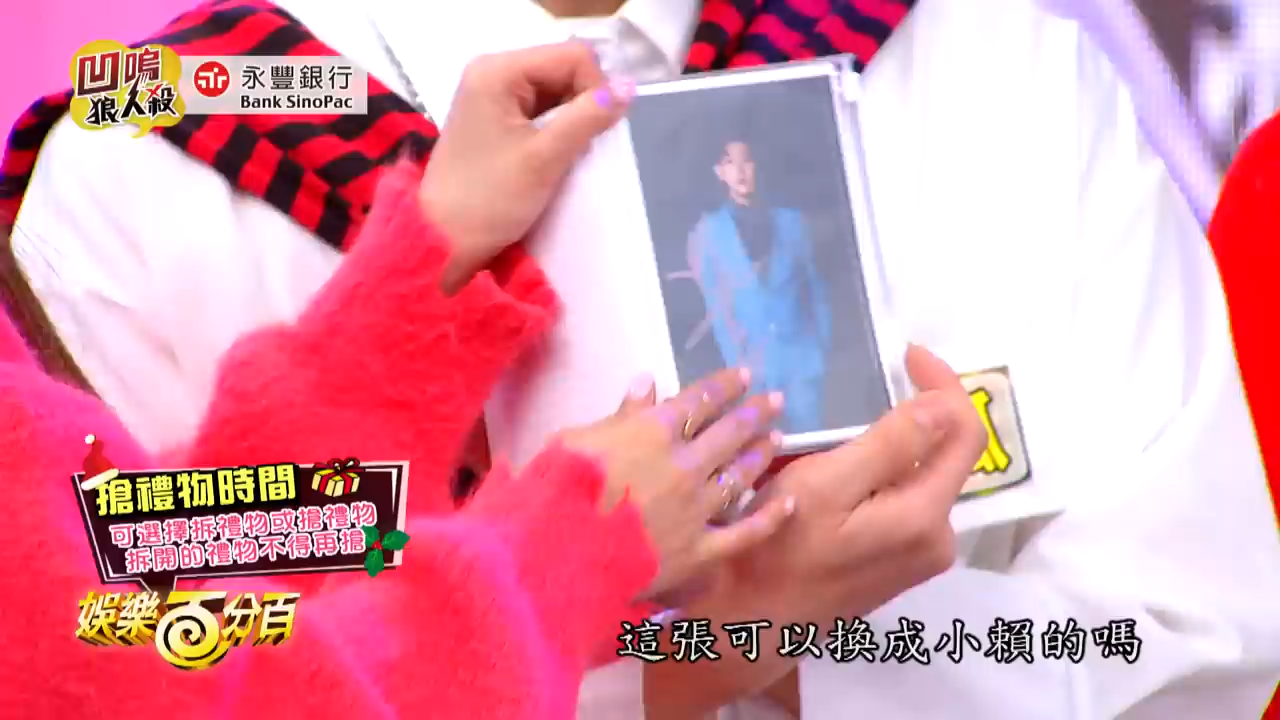 凹嗚
狼人殺
永豐銀行
Bank SinoPac
搶禮物時間
可選擇拆禮物或搶禮物
拆開的禮物不得再搶
娛樂百分百
這張可以換成小賴的嗎